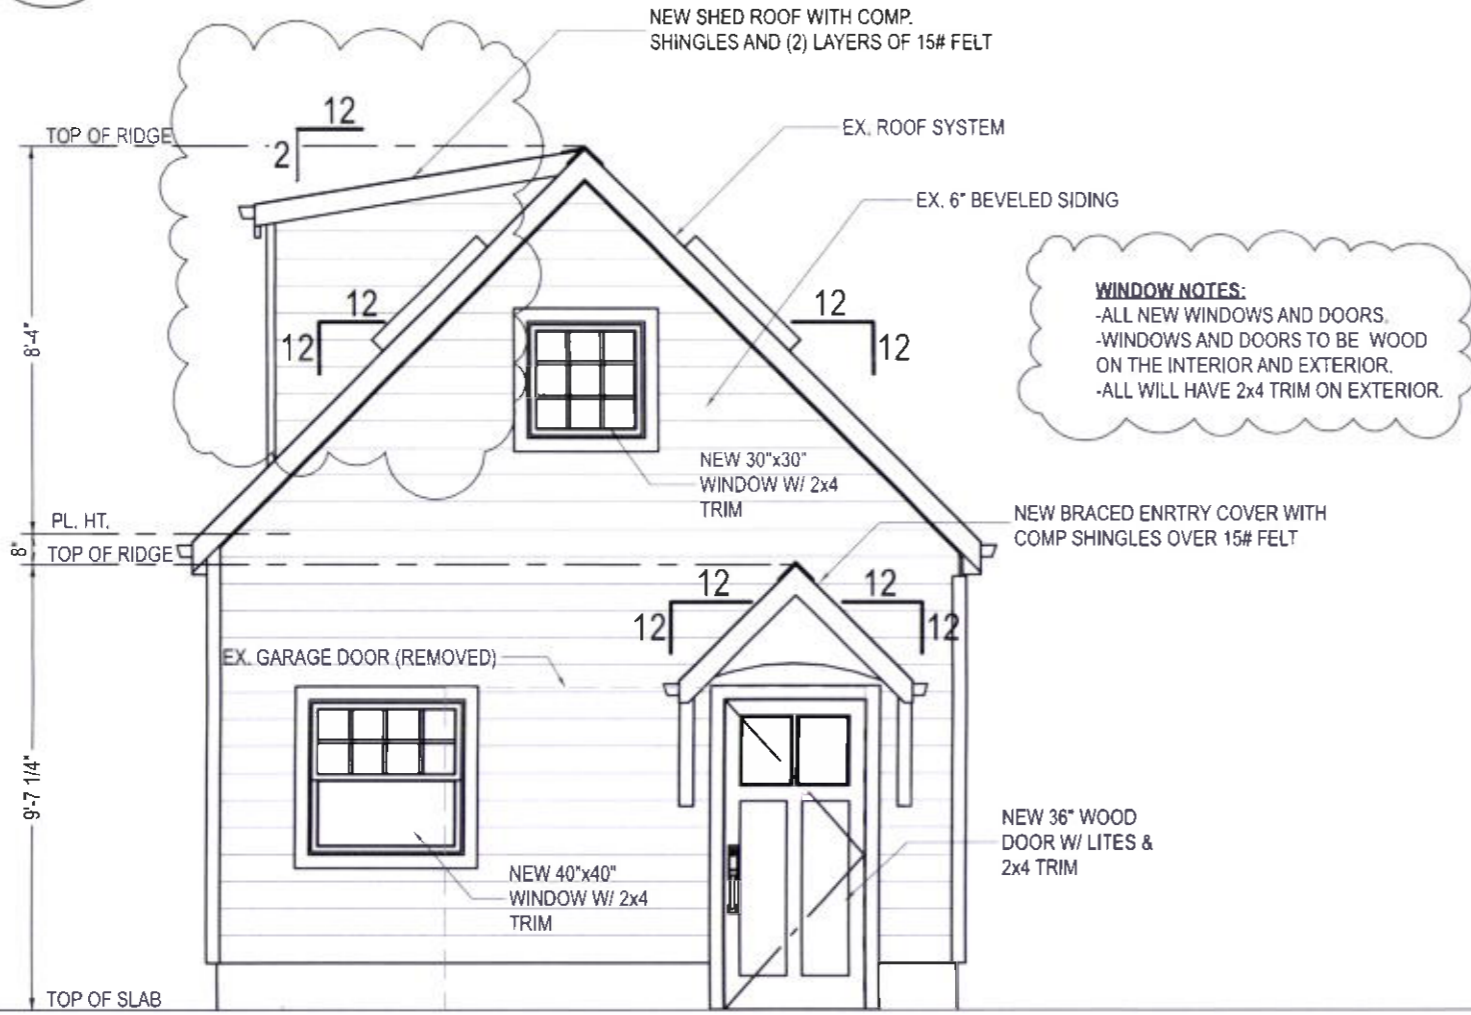 NEW SHED ROOF WITH COMP.
SHINGLES AND (2) LAYERS OF 15# FELT
12
2
TOP OF RIDGE
EX. ROOF SYSTEM
EX. 6" BEVELED SIDING
WINDOW NOTES:
-ALL NEW WINDOWS AND DOORS.
-WINDOWS AND DOORS TO BE WOOD
ON THE INTERIOR AND EXTERIOR.
-ALL WILL HAVE 2x4 TRIM ON EXTERIOR.
12
12
12
12
8'-4"
NEW 30"x30"
WINDOW W/ 2x4
TRIM
PL. HT.
8"
TOP OF RIDGE
NEW BRACED ENRTRY COVER WITH
COMP SHINGLES OVER 15# FELT
12
12
12
12
EX. GARAGE DOOR (REMOVED)
9'-7 1/4"
NEW 40"x40"
WINDOW W/ 2x4
TRIM
NEW 36" WOOD
DOOR W/ LITES &
2x4 TRIM
TOP OF SLAB